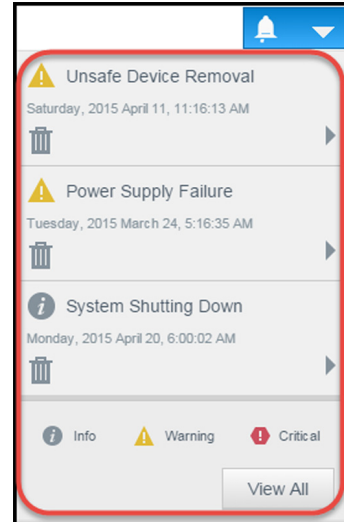 Unsafe Device Removal
Saturday, 2015 April 11, 11:16:13 AM
Power Supply Failure
Tuesday, 2015 March 24, 5:16:35 AM
System Shutting Down
Monday, 2015 April 20, 6:00:02 AM
Info Warning Critical
View All